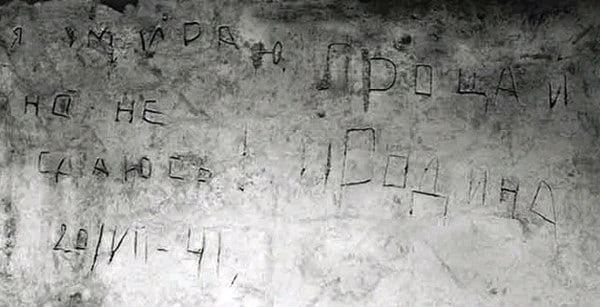 Я УМИРАЮ,
НО НЕ
СДАЮСЬ!
ПРОЩАЙ
РОДИНА
20/VII-41.